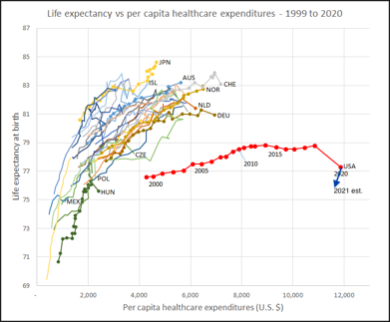 Life expectancy vs per capita healthcare expenditures - 1999 to 2020
Life expectancy at birth
87
85
83
81
79
77
75
73
71
69
JPN
ISL
AUS
CHE
NOR
NLD
DEU
CZE
POL
HUN
MEX
2000
2005
2010
2015
USA
2020
2021 est.
- 2,000 4,000 6,000 8,000 10,000 12,000
Per capita healthcare expenditures (U.S. $)